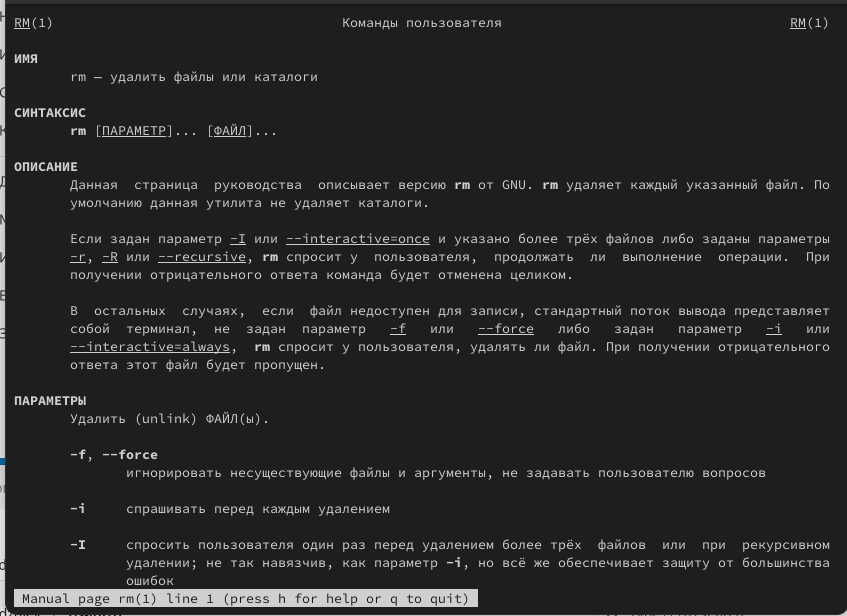 RM(1) Команды пользователя RM(1)
ИМЯ
rm — удалить файлы или каталоги
СИНТАКСИС
rm [ПАРАМЕТР]... [ФАЙЛ]...
ОПИСАНИЕ
Данная страница руководства описывает версию rm от GNU. rm удаляет каждый указанный файл. По
умолчанию данная утилита не удаляет каталоги.
Если задан параметр -I или --interactive=once и указано более трёх файлов либо заданы параметры
-r, -R или --recursive, rm спросит у пользователя, продолжать ли выполнение операции. При
получении отрицательного ответа команда будет отменена целиком.
В остальных случаях, если файл недоступен для записи, стандартный поток вывода представляет
собой терминал, не задан параметр -f или --force либо задан параметр -i или
--interactive=always, rm спросит у пользователя, удалять ли файл. При получении отрицательного
ответа этот файл будет пропущен.
ПАРАМЕТРЫ
Удалить (unlink) ФАЙЛ(ы).
-f, --force
игнорировать несуществующие файлы и аргументы, не задавать пользователю вопросов
-i спрашивать перед каждым удалением
-I спросить пользователя один раз перед удалением более трёх файлов или при рекурсивном
удалении; не так навязчив, как параметр -i, но всё же обеспечивает защиту от большинства
ошибок
Manual page rm(1) line 1 (press h for help or q to quit)